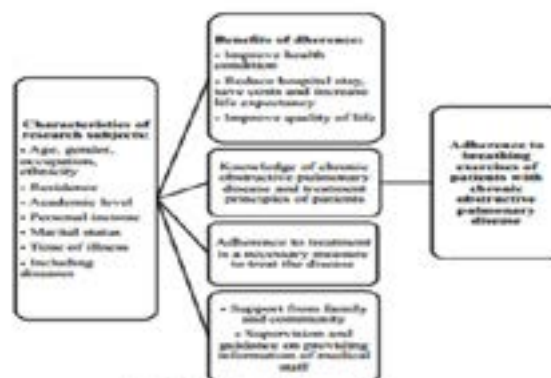 Characteristics of
research subjects:
- Age, gender,
occupation,
ethnicity
- Residence
- Academic level
- Personal income
- Marital status
- Time of illness
- Including
diseases
Benefits of dherence:
- Improve health
condition
- Reduce hospital stay,
save costs and increase
life expectancy
- Improve quality of life
Knowledge of chronic
obstructive pulmonary
disease and treatment
principles of patients
Adherence to treatment
is a necessary measure
to treat the disease
- Support from family
and community
- Supervision and
guidance on providing
information of medical
staff
Adherence to
breathing
exercises of
patients with
chronic
obstructive
pulmonary
disease